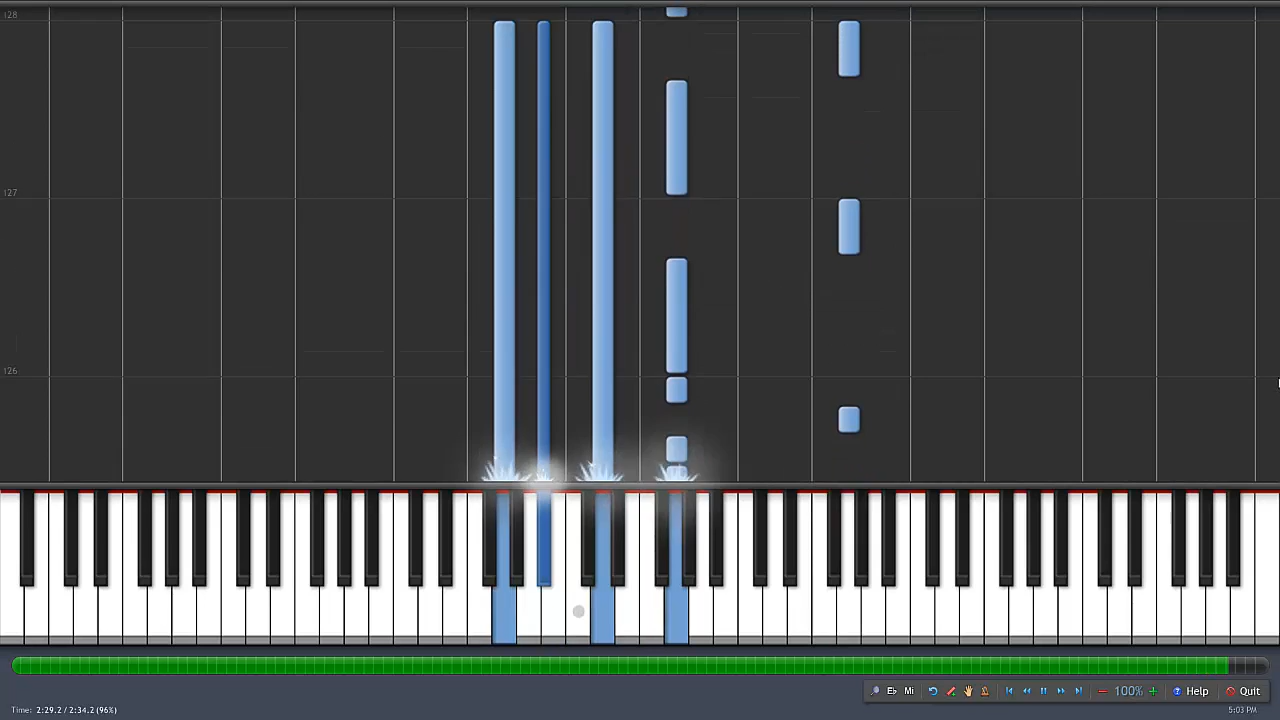 128
127
126
E♭ Mi
100%
Help
Quit
Time: 2:29.2 / 2:34.2 (96%)
5:03 PM